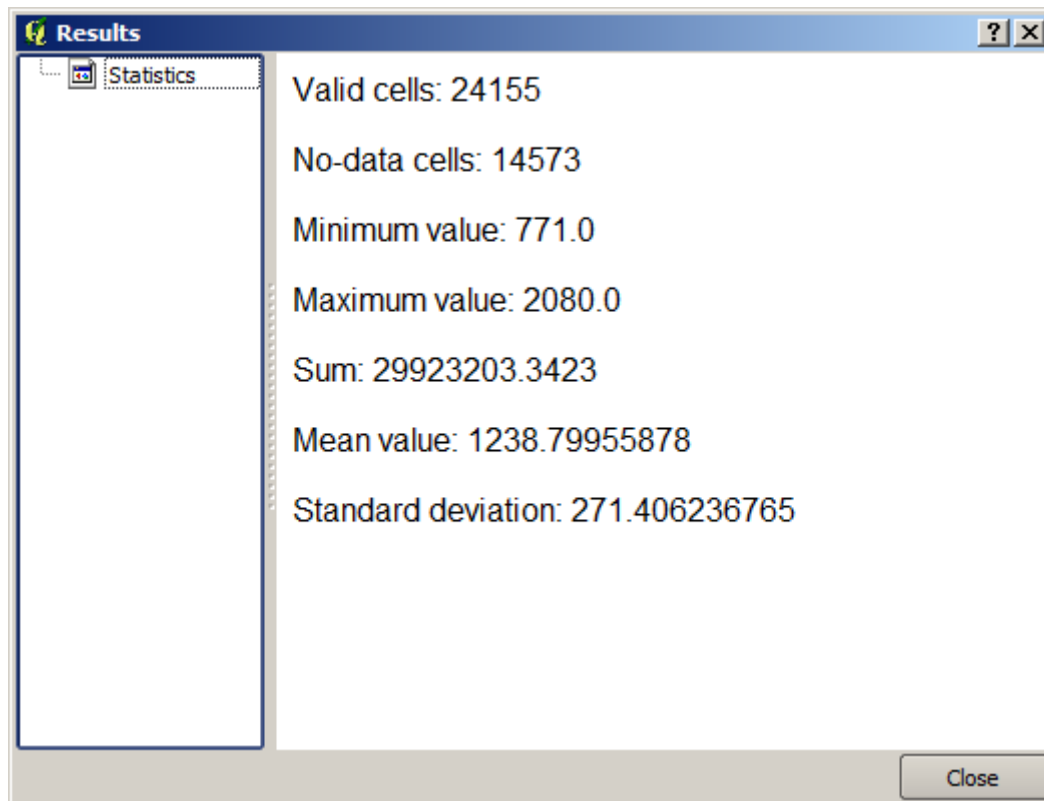 Results
Statistics
Valid cells: 24155
No-data cells: 14573
Minimum value: 771.0
Maximum value: 2080.0
Sum: 29923203.3423
Mean value: 1238.79955878
Standard deviation: 271.406236765
Close